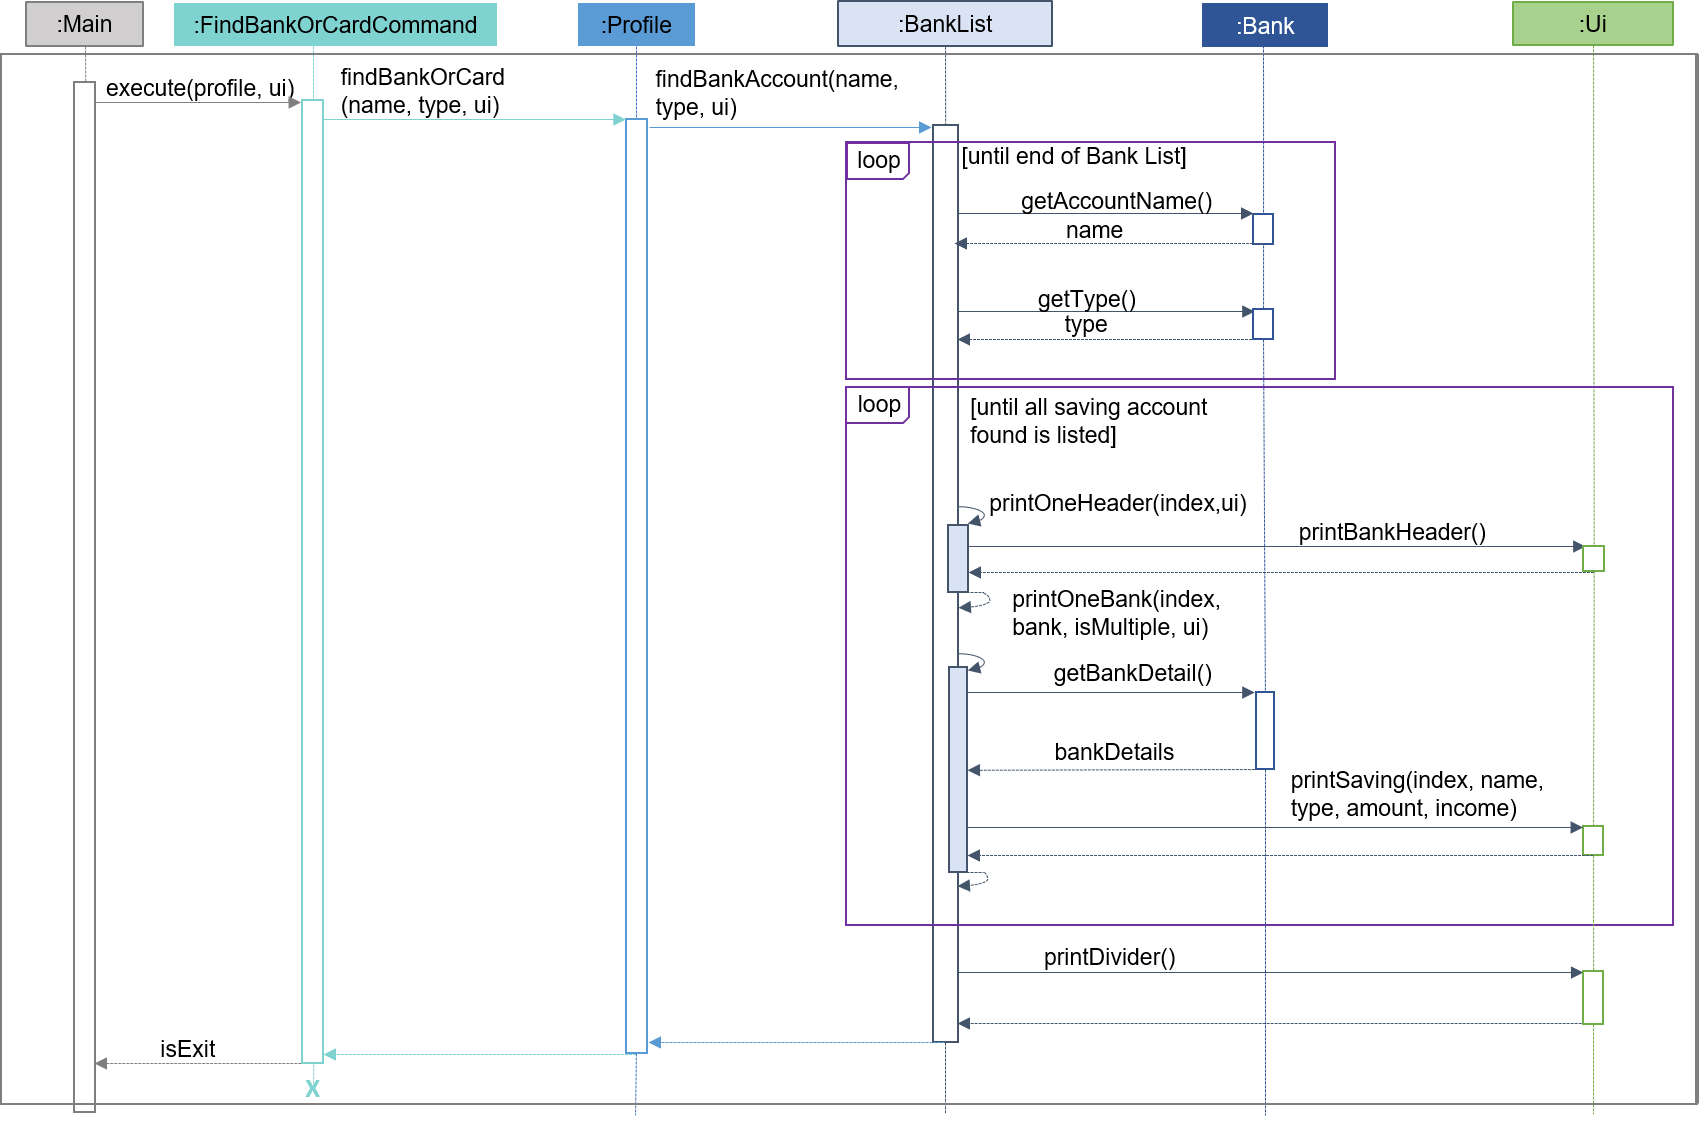 :Main
:FindBankOrCardCommand
:Profile
:BankList
:Bank
:Ui
execute(profile, ui)
findBankOrCard
(name, type, ui)
findBankAccount(name,
type, ui)
loop
[until end of Bank List]
getAccountName()
name
getType()
type
loop
[until all saving account
found is listed]
printOneHeader(index,ui)
printBankHeader()
printOneBank(index,
bank, isMultiple, ui)
getBankDetail()
bankDetails
printSaving(index, name,
type, amount, income)
printDivider()
isExit
X